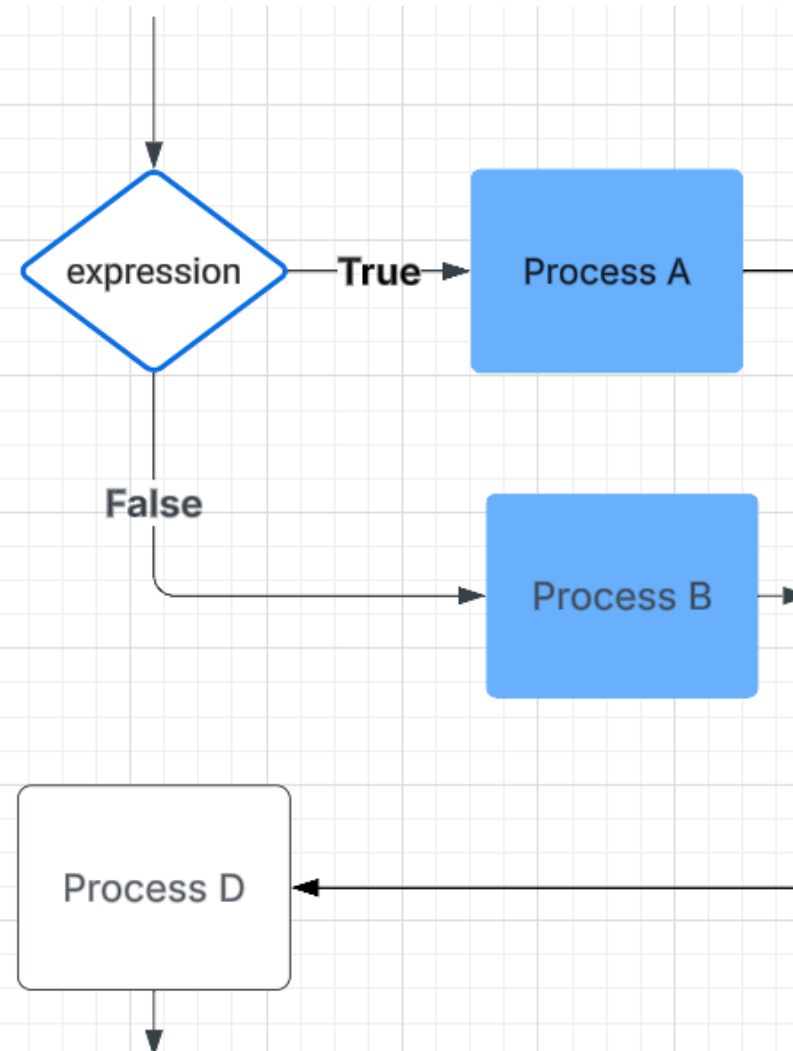 expression
True
Process A
False
Process B
Process D